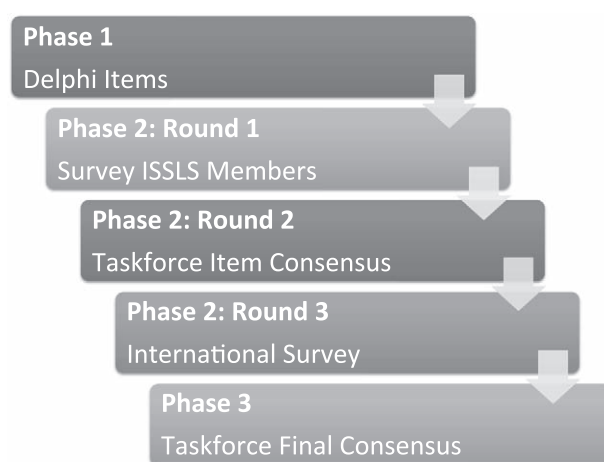 Phase 1
Delphi Items
Phase 2: Round 1
Survey ISSLS Members
Phase 2: Round 2
Taskforce Item Consensus
Phase 2: Round 3
International Survey
Phase 3
Taskforce Final Consensus